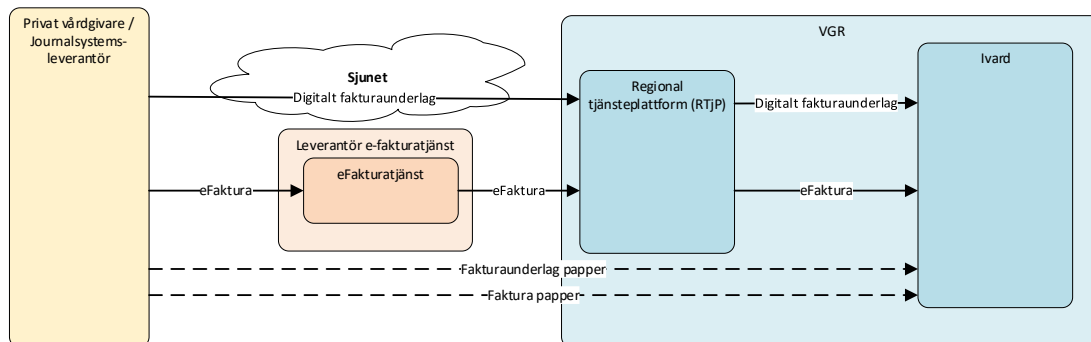 Privat vårdgivare /
Journalsystems-
leverantör
VGR
Ivard
Sjunet
Digitalt fakturaunderlag
Regional
tjänsteplattform (RTjP)
Digitalt fakturaunderlag
Leverantör e-fakturatjänst
eFakturatjänst
eFaktura
eFaktura
eFaktura
Fakturaunderlag papper
Faktura papper